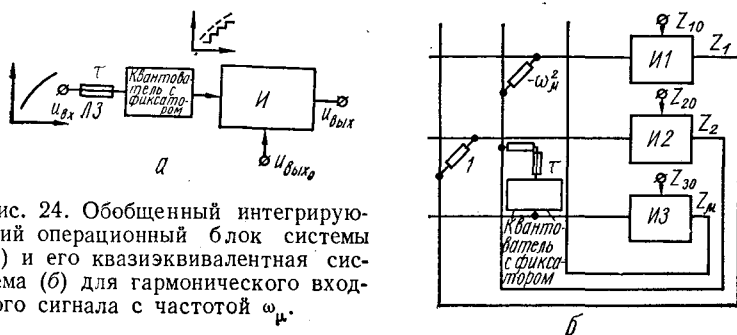 τ
u_вх
ЛЗ
Квантова-
тель с
фиксато-
ром
И
u_вых
u_вых₀
а
ис. 24. Обобщенный интегрирую-
ий операционный блок системы
) и его квазиэквивалентная сис-
ема (б) для гармонического вход-
ого сигнала с частотой ω_μ.
Z₁₀
И1
Z₁
-ω²_μ
Z₂₀
И2
Z₂
1
τ
Z₃₀
И3
Z_μ
Кванто-
ватель
с фикса-
тором
б